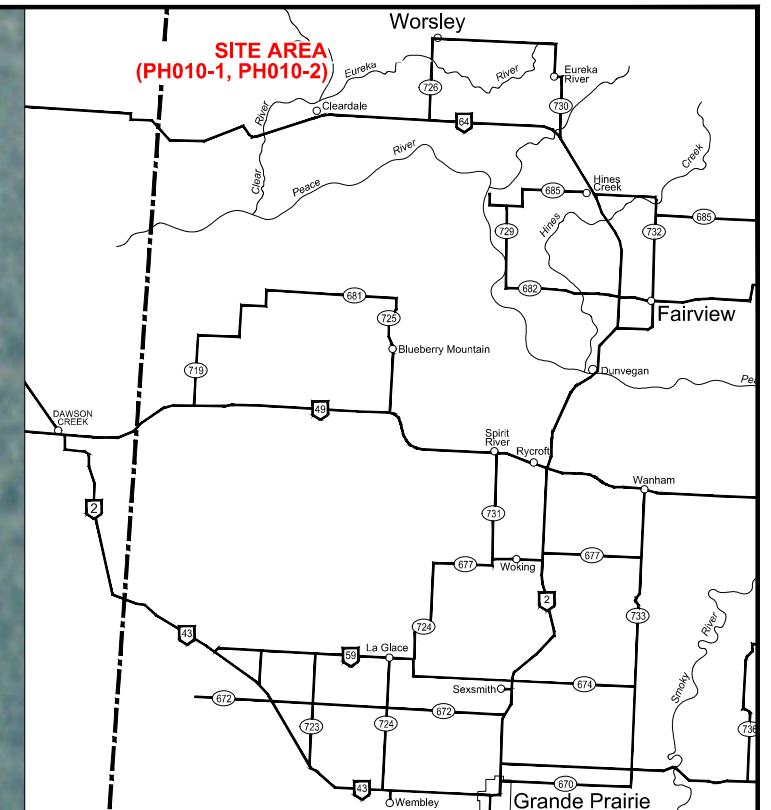 Worsley
SITE AREA
(PH010-1, PH010-2)
Eureka
River
Eureka
River
726
730
Cleardale
64
River
Clear
River
Peace
Hines
Creek
Creek
685
685
Hines
729
732
682
Fairview
681
725
Blueberry Mountain
719
Dunvegan
49
DAWSON
CREEK
Spirit
River
Rycroft
Wanham
2
731
677
677
Woking
2
733
724
43
La Glace
59
River
Smoky
Sexsmith
674
672
672
723
724
43
670
Wembley
Grande Prairie